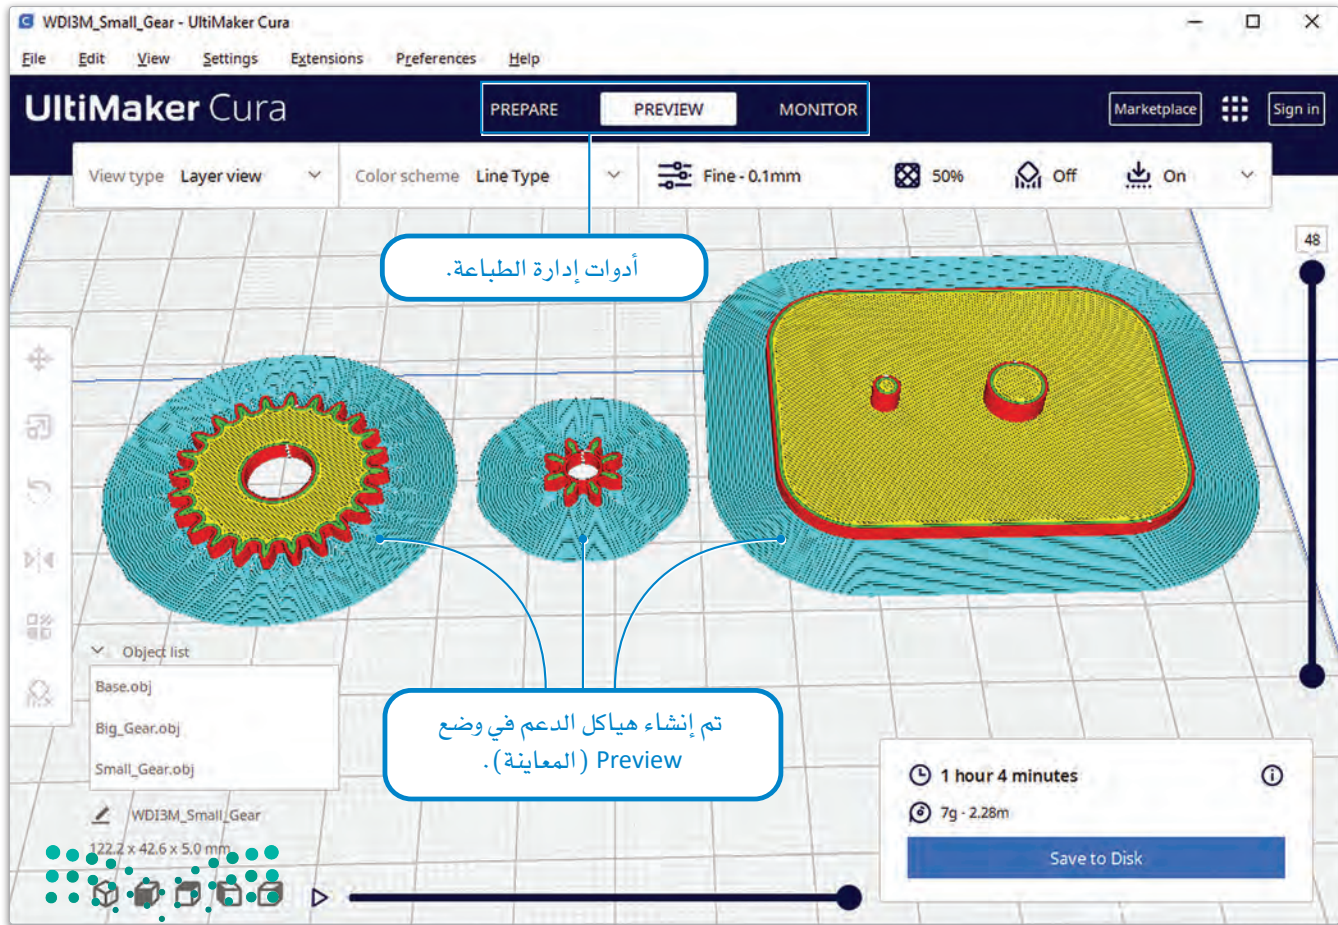 WDI3M_Small_Gear - UltiMaker Cura
File Edit View Settings Extensions Preferences Help
UltiMaker Cura PREPARE PREVIEW MONITOR Marketplace Sign in
View type Layer view Color scheme Line Type Fine - 0.1mm 50% Off On
48
أدوات إدارة الطباعة.
Object list
Base.obj
Big_Gear.obj
Small_Gear.obj
WDI3M_Small_Gear
122.2 x 42.6 x 5.0 mm
تم إنشاء هياكل الدعم في وضع
Preview (المعاينة).
1 hour 4 minutes
7g - 2.28m
Save to Disk